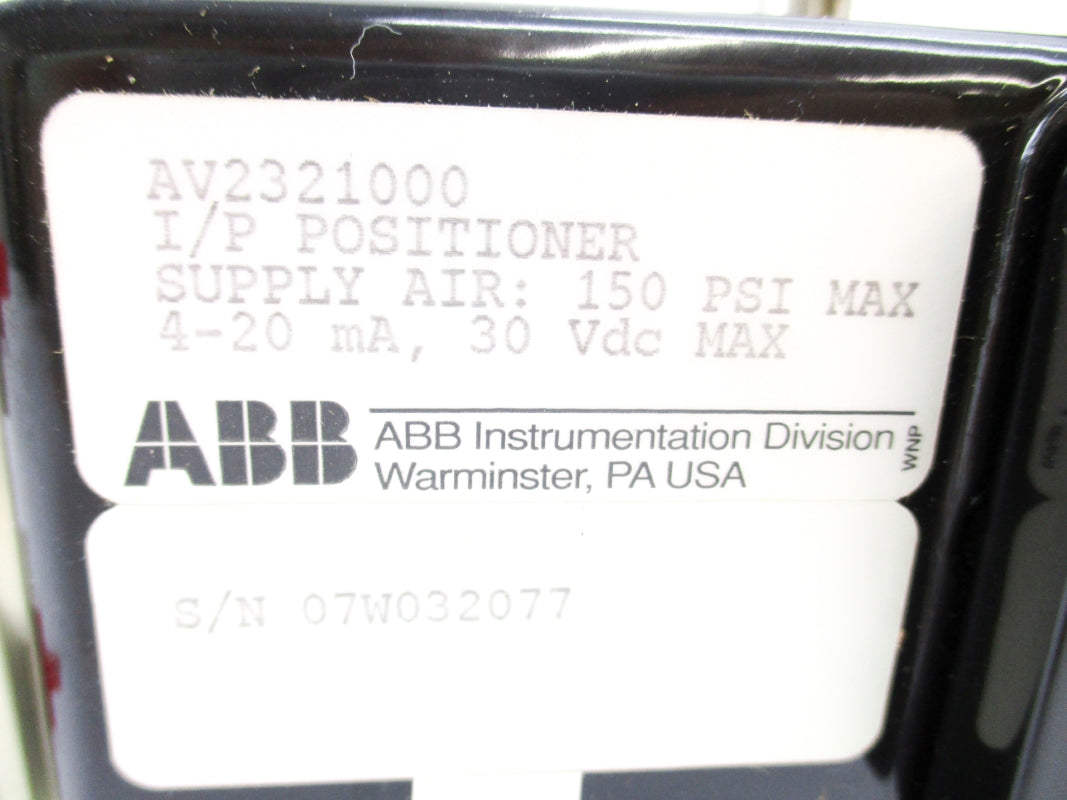 AV2321000
I/P POSITIONER
SUPPLY AIR: 150 PSI MAX
4-20 mA, 30 Vdc MAX
ABB
ABB Instrumentation Division
Warminster, PA USA
WNP
S/N 07W032077